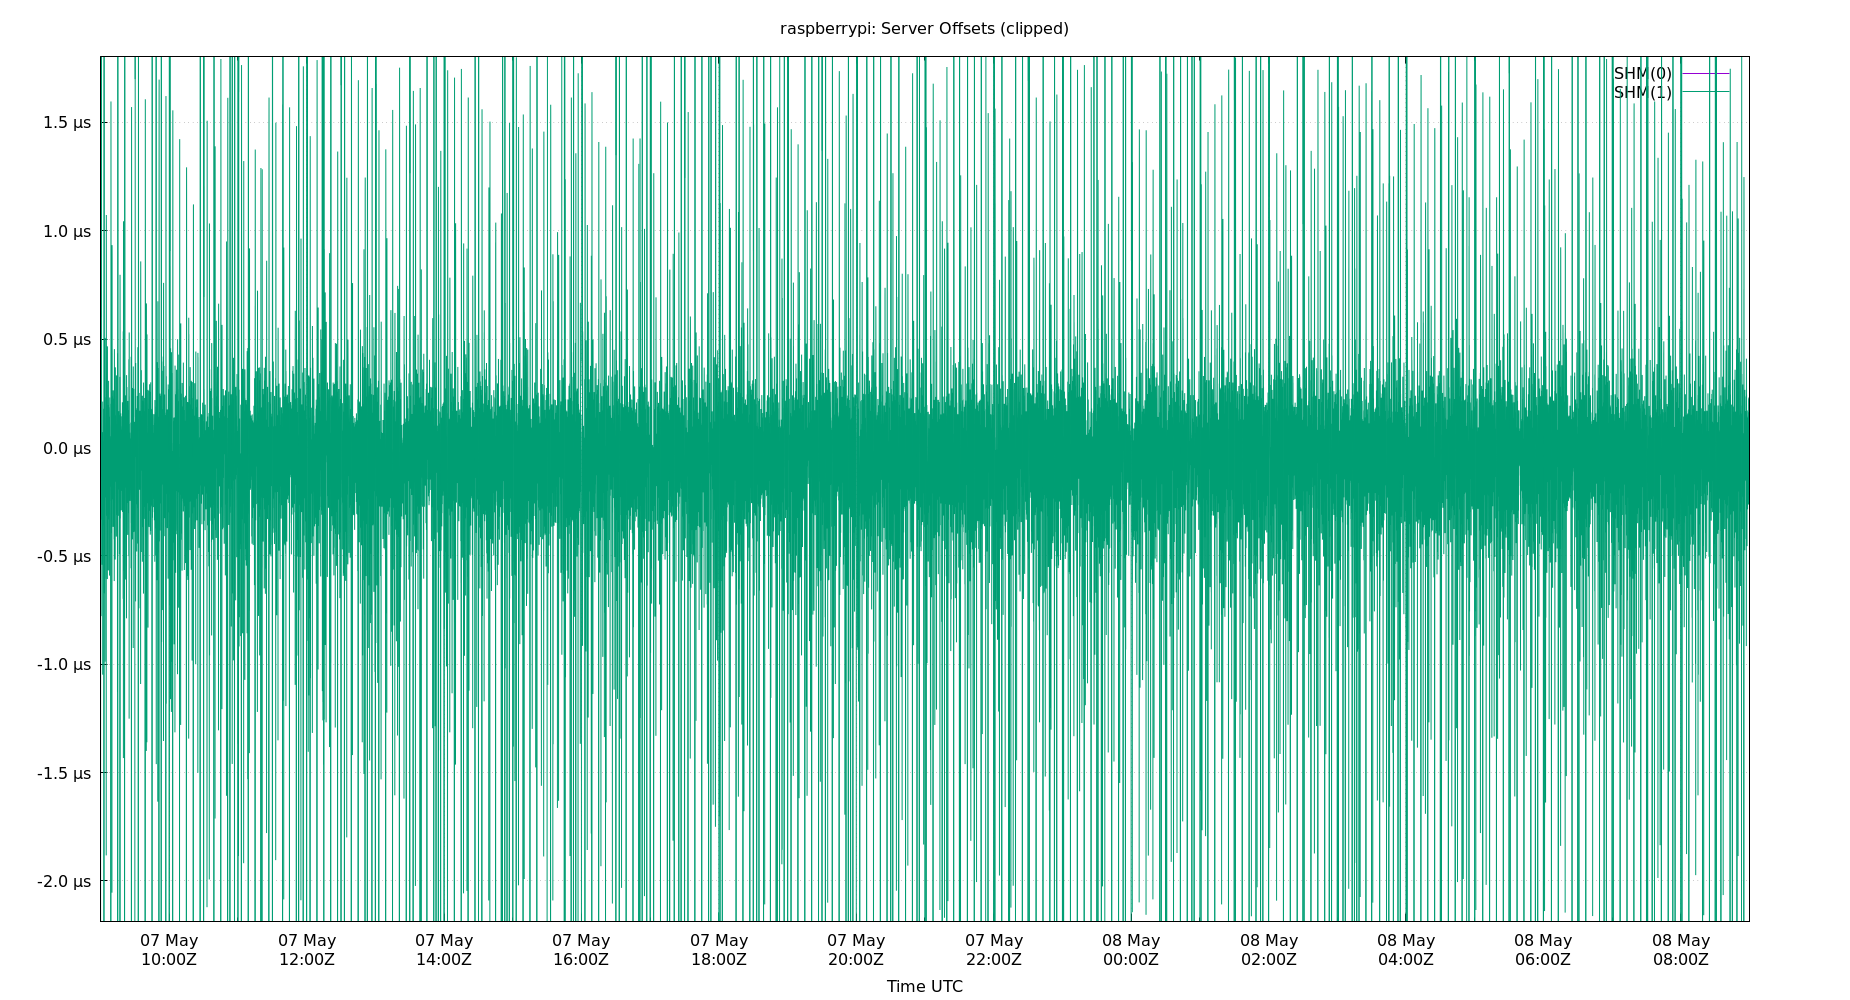 raspberrypi: Server Offsets (clipped)
SHM(0)
SHM(1)
1.5 µs
1.0 µs
0.5 µs
0.0 µs
-0.5 µs
-1.0 µs
-1.5 µs
-2.0 µs
07 May 07 May 07 May 07 May 07 May 07 May 07 May 08 May 08 May 08 May 08 May 08 May
10:00Z 12:00Z 14:00Z 16:00Z 18:00Z 20:00Z 22:00Z 00:00Z 02:00Z 04:00Z 06:00Z 08:00Z
Time UTC